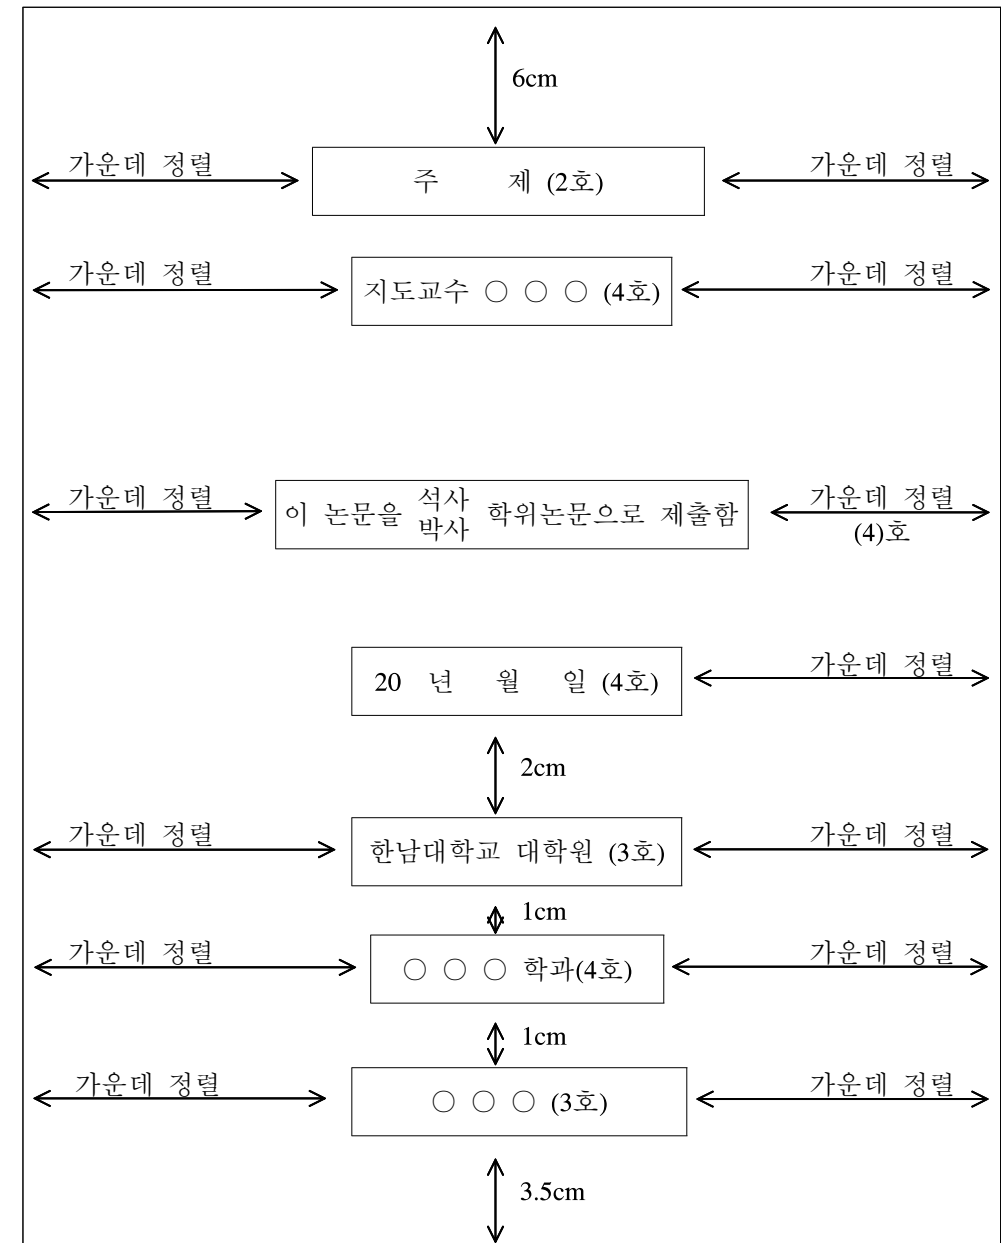 6cm
가운데 정렬 주 제 (2호) 가운데 정렬
가운데 정렬 지도교수 ○ ○ ○ (4호) 가운데 정렬
가운데 정렬 이 논문을 석사 박사 학위논문으로 제출함 가운데 정렬
(4)호
20 년 월 일 (4호) 가운데 정렬
2cm
가운데 정렬 한남대학교 대학원 (3호) 가운데 정렬
1cm
가운데 정렬 ○ ○ ○ 학과(4호) 가운데 정렬
1cm
가운데 정렬 ○ ○ ○ (3호) 가운데 정렬
3.5cm